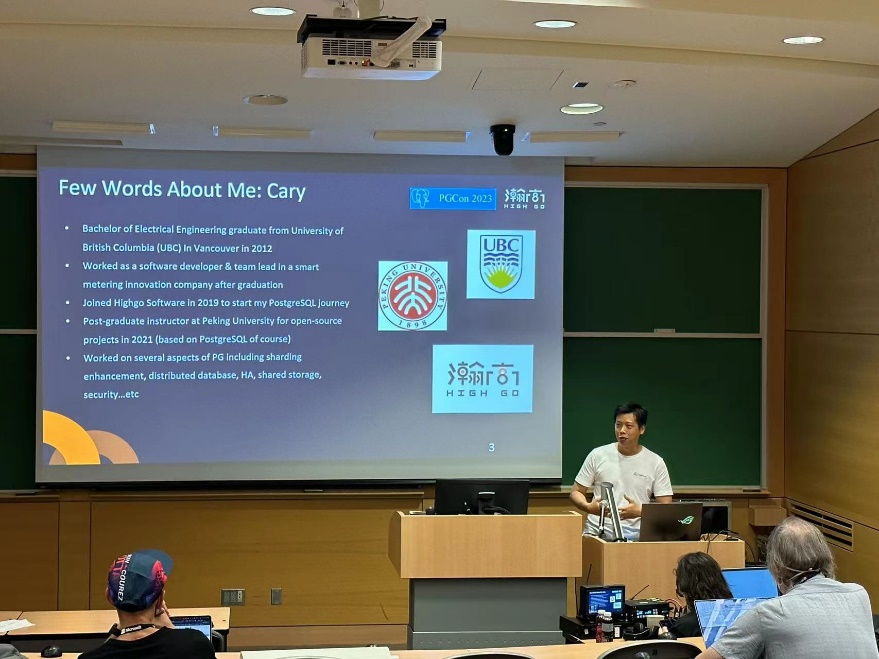 Few Words About Me: Cary
PGCon 2023
瀚高
HIGH GO
• Bachelor of Electrical Engineering graduate from University of
British Columbia (UBC) in Vancouver in 2012
• Worked as a software developer & team lead in a smart
metering innovation company after graduation
• Joined Highgo Software in 2019 to start my PostgreSQL journey
• Post-graduate instructor at Peking University for open-source
projects in 2021 (based on PostgreSQL of course)
• Worked on several aspects of PG including sharding
enhancement, distributed database, HA, shared storage,
security...etc
UBC
PEKING UNIVERSITY
1898
瀚高
HIGH GO
3